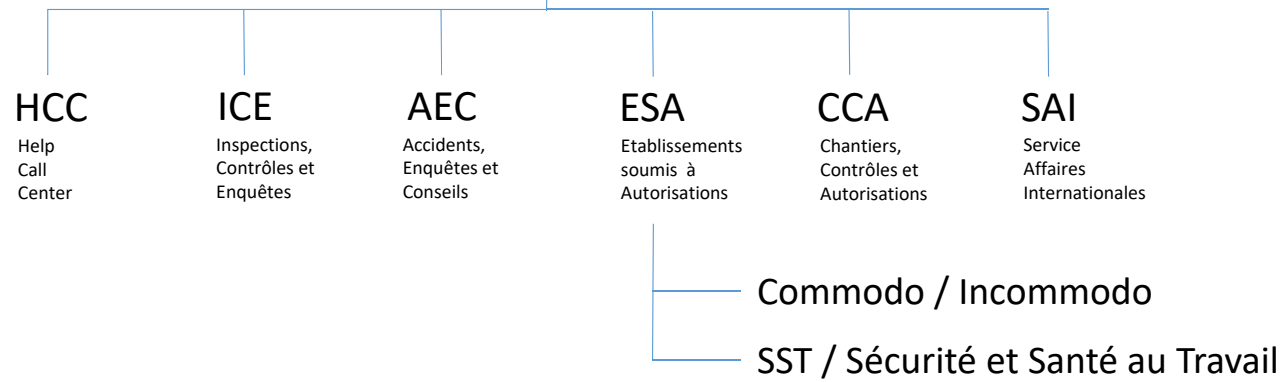 HCC
Help
Call
Center
ICE
Inspections,
Contrôles et
Enquêtes
AEC
Accidents,
Enquêtes et
Conseils
ESA
Etablissements
soumis à
Autorisations
CCA
Chantiers,
Contrôles et
Autorisations
SAI
Service
Affaires
Internationales
Commodo / Incommodo
SST / Sécurité et Santé au Travail